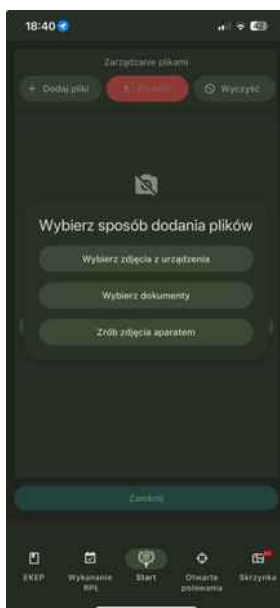 18:40
Zarządzanie plikami
+ Dodaj pliki
Wyczyść
Wybierz sposób dodania plików
Wybierz zdjęcia z urządzenia
Wybierz dokumenty
Zrób zdjęcia aparatem
Zamknij
EKEP
Wykonanie RPŁ
Start
Otwarte polowania
Skrzynka